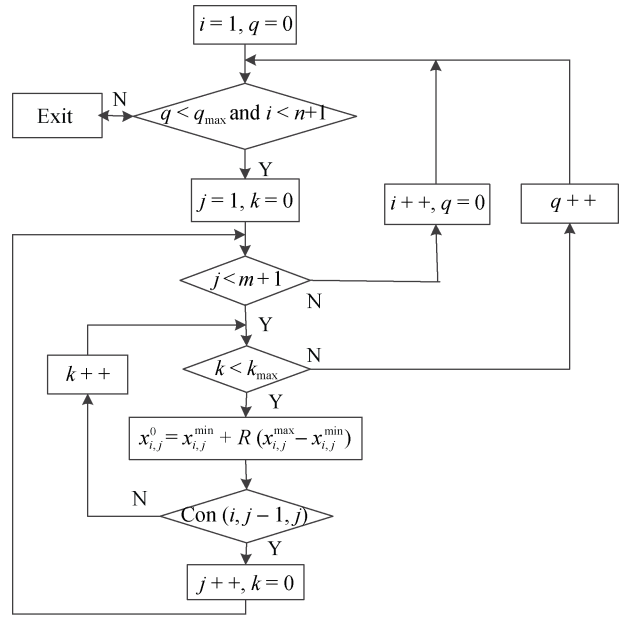 i = 1, q = 0
N
Exit
q < q_max and i < n+1
Y
j = 1, k = 0
i + +, q = 0
q + +
j < m + 1
N
Y
k + +
k < k_max
N
Y
x^0_{i,j} = x^min_{i,j} + R (x^max_{i,j} − x^min_{i,j})
N
Con (i, j − 1, j)
Y
j + +, k = 0